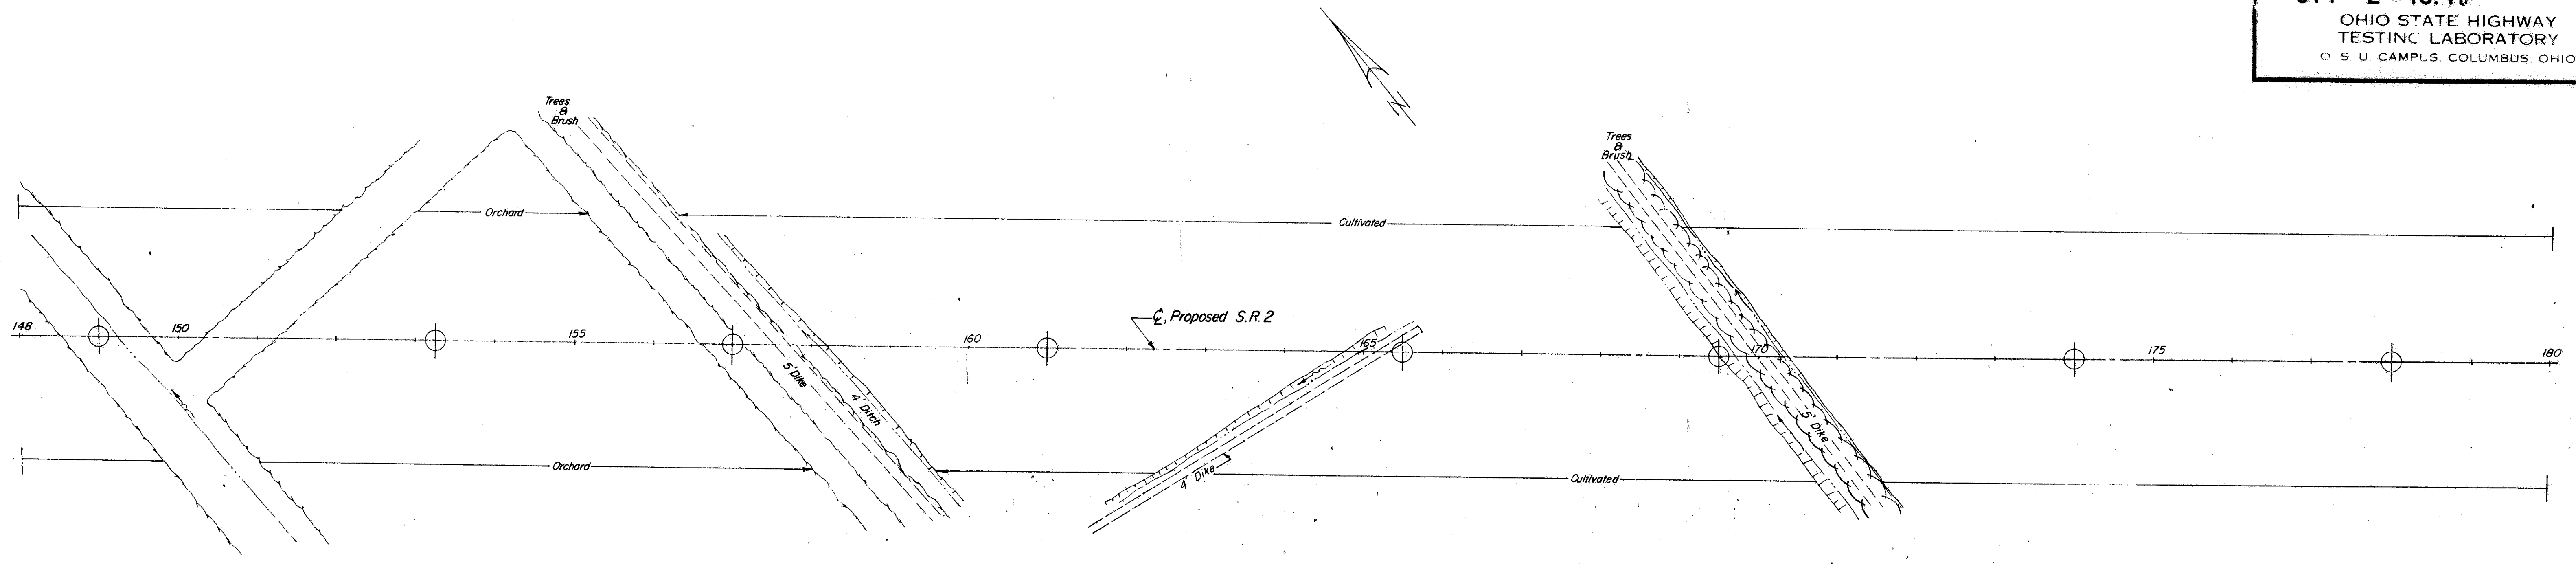 OHIO STATE HIGHWAY
TESTING LABORATORY
O. S. U. CAMPUS, COLUMBUS, OHIO
N
Trees
&
Brush
Trees
&
Brush
Orchard
Cultivated
148
150
155
160
℄, Proposed S.R. 2
165
170
175
180
5' Dike
4' Ditch
5' Dike
Orchard
4' Dike
Cultivated